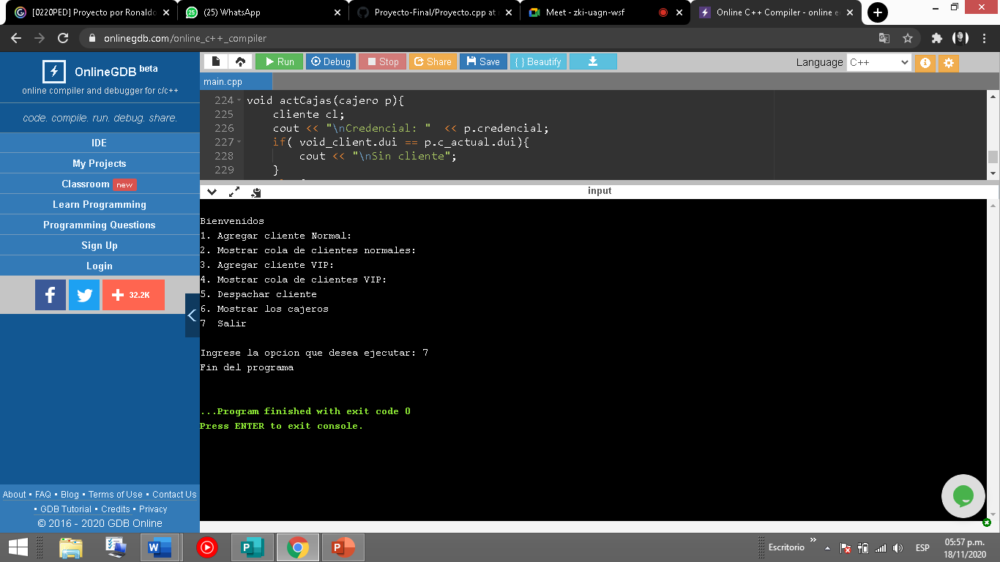 [0220PED] Proyecto por Ronaldo
(25) WhatsApp
Proyecto-Final/Proyecto.cpp at
Meet - zki-uagn-wsf
Online C++ Compiler - online e
onlinegdb.com/online_c++_compiler
OnlineGDB beta
online compiler and debugger for c/c++
code. compile. run. debug. share.
IDE
My Projects
Classroom new
Learn Programming
Programming Questions
Sign Up
Login
32.2K
About • FAQ • Blog • Terms of Use • Contact Us
• GDB Tutorial • Credits • Privacy
© 2016 - 2020 GDB Online
Run Debug Stop Share Save { } Beautify
Language C++
main.cpp
224 void actCajas(cajero p){
225 cliente cl;
226 cout << "\nCredencial: "  << p.credencial;
227 if( void_client.dui == p.c_actual.dui){
228 cout << "\nSin cliente";
229 }
input
Bienvenidos
1. Agregar cliente Normal:
2. Mostrar cola de clientes normales:
3. Agregar cliente VIP:
4. Mostrar cola de clientes VIP:
5. Despachar cliente
6. Mostrar los cajeros
7  Salir
Ingrese la opcion que desea ejecutar: 7
Fin del programa
...Program finished with exit code 0
Press ENTER to exit console.
Escritorio
ESP
05:57 p.m.
18/11/2020